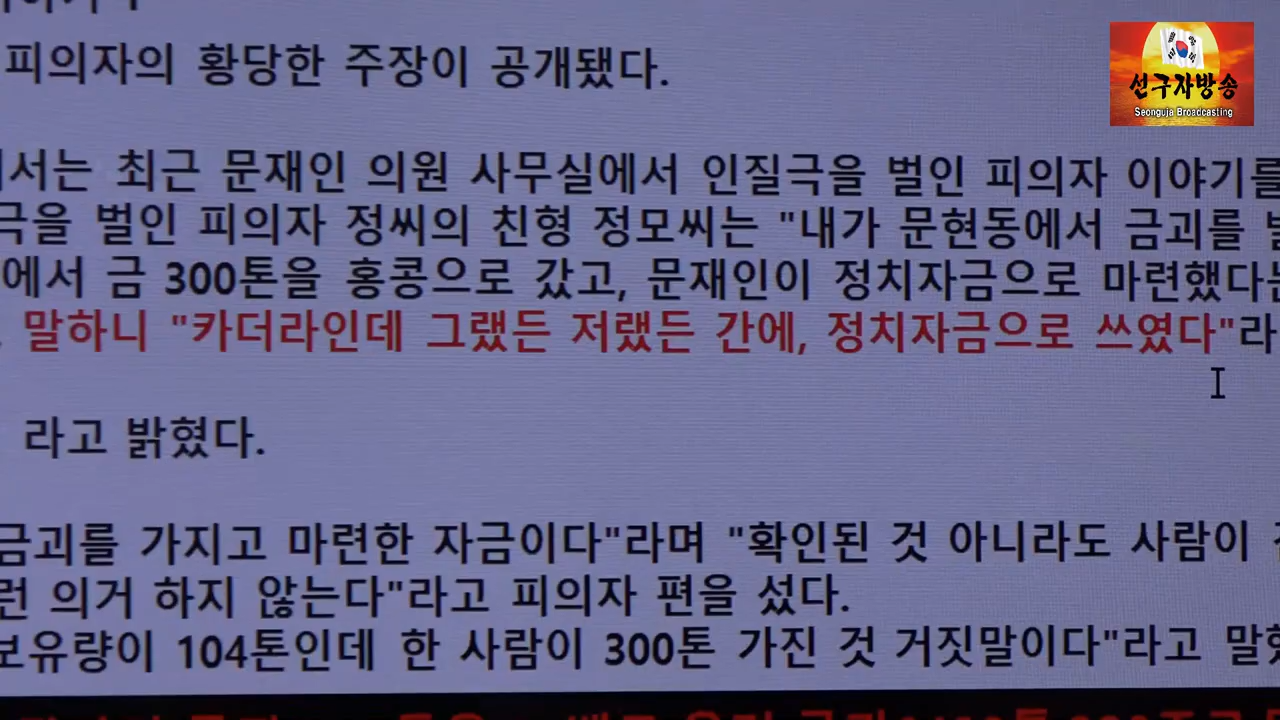 피의자의 황당한 주장이 공개됐다.
선구자방송
Seonguja Broadcasting
서는 최근 문재인 의원 사무실에서 인질극을 벌인 피의자 이야기를
극을 벌인 피의자 정씨의 친형 정모씨는 "내가 문현동에서 금괴를
에서 금 300톤을 홍콩으로 갔고, 문재인이 정치자금으로 마련했다는
말하니 "카더라인데 그랬든 저랬든 간에, 정치자금으로 쓰였다"라
라고 밝혔다.
금괴를 가지고 마련한 자금이다"라며 "확인된 것 아니라도 사람이
런 의거 하지 않는다"라고 피의자 편을 섰다.
보유량이 104톤인데 한 사람이 300톤 가진 것 거짓말이다"라고